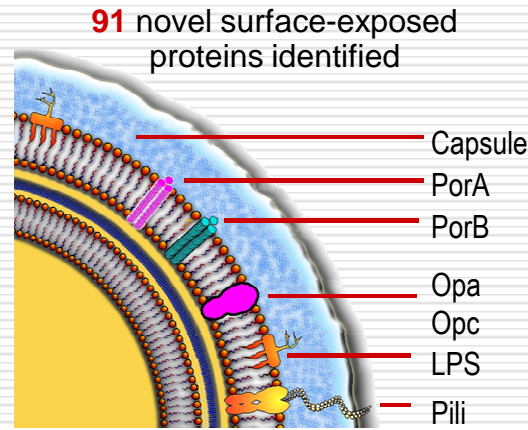 91 novel surface-exposed
proteins identified
Capsule
PorA
PorB
Opa
Opc
LPS
Pili